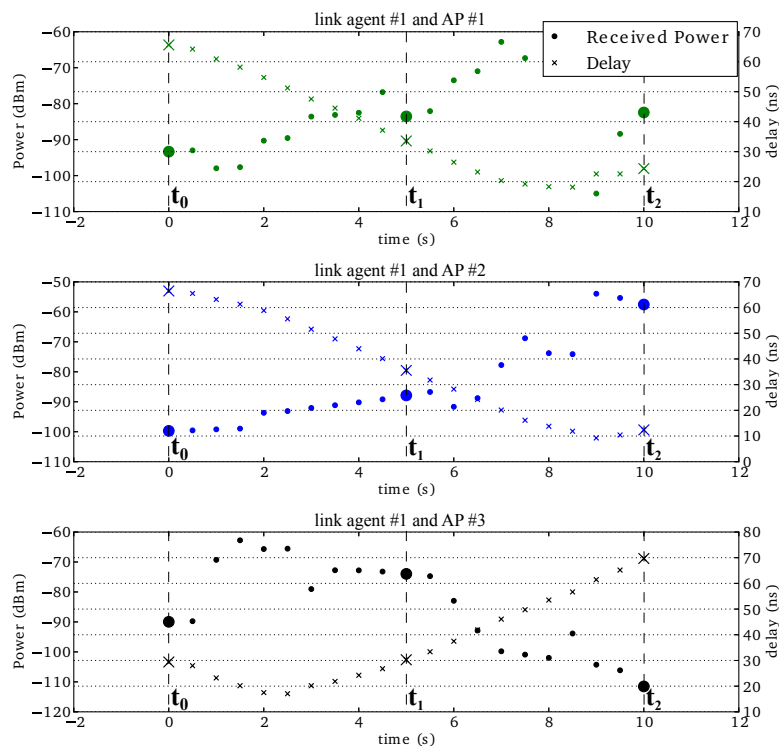 link agent #1 and AP #1
Received Power
Delay
Power (dBm)
−60
−70
−80
−90
−100
−110
delay (ns)
70
60
50
40
30
20
10
t0
t1
t2
−2
0
2
4
6
8
10
12
time (s)
link agent #1 and AP #2
Power (dBm)
−50
−60
−70
−80
−90
−100
−110
delay (ns)
70
60
50
40
30
20
10
0
t0
t1
t2
−2
0
2
4
6
8
10
12
time (s)
link agent #1 and AP #3
Power (dBm)
−60
−70
−80
−90
−100
−110
−120
delay (ns)
80
70
60
50
40
30
20
10
t0
t1
t2
−2
0
2
4
6
8
10
12
time (s)